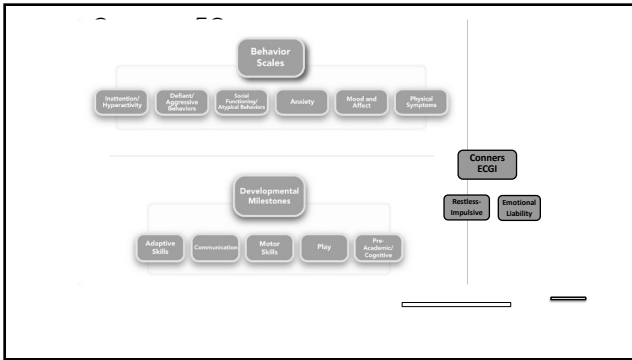 Behavior
Scales
Inattention/
Hyperactivity
Defiant/
Aggressive
Behaviors
Social
Functioning/
Atypical Behaviors
Anxiety
Mood and
Affect
Physical
Symptoms
Conners
ECGI
Restless-
Impulsive
Emotional
Liability
Developmental
Milestones
Adaptive
Skills
Communication
Motor
Skills
Play
Pre-
Academic/
Cognitive